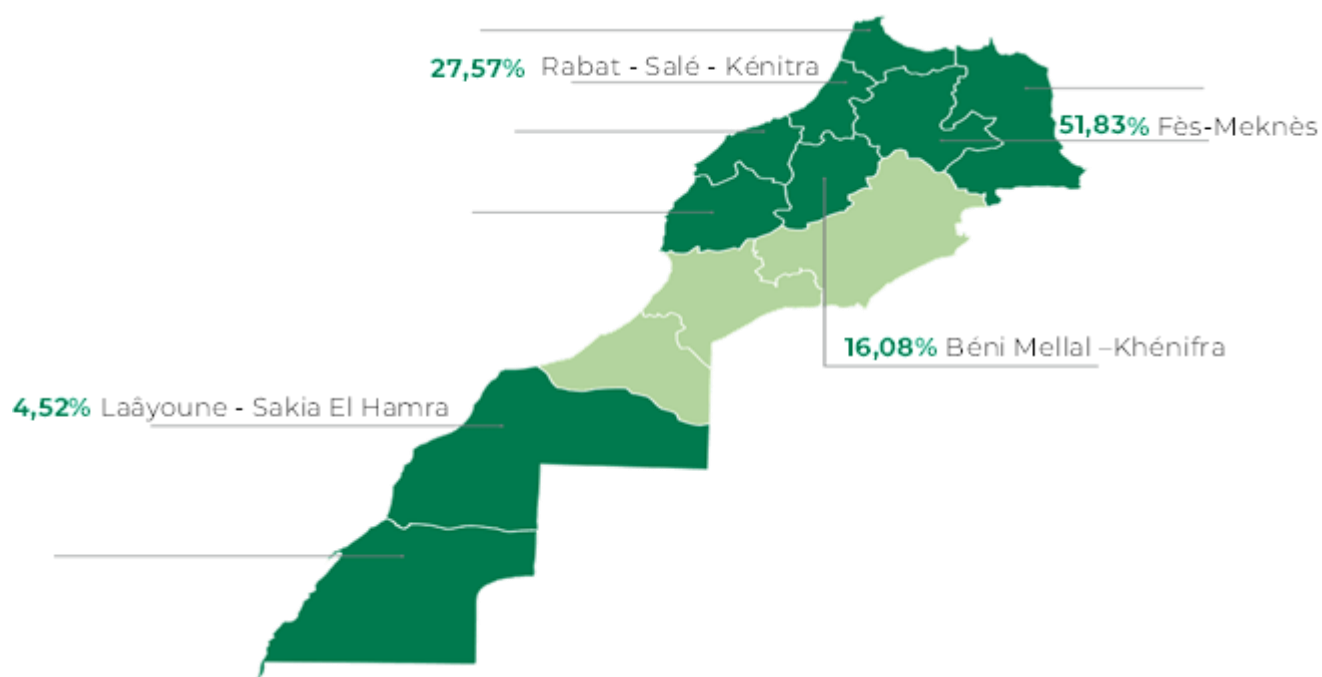 27,57% Rabat - Salé - Kénitra
51,83% Fès-Meknès
16,08% Béni Mellal –Khénifra
4,52% Laâyoune - Sakia El Hamra